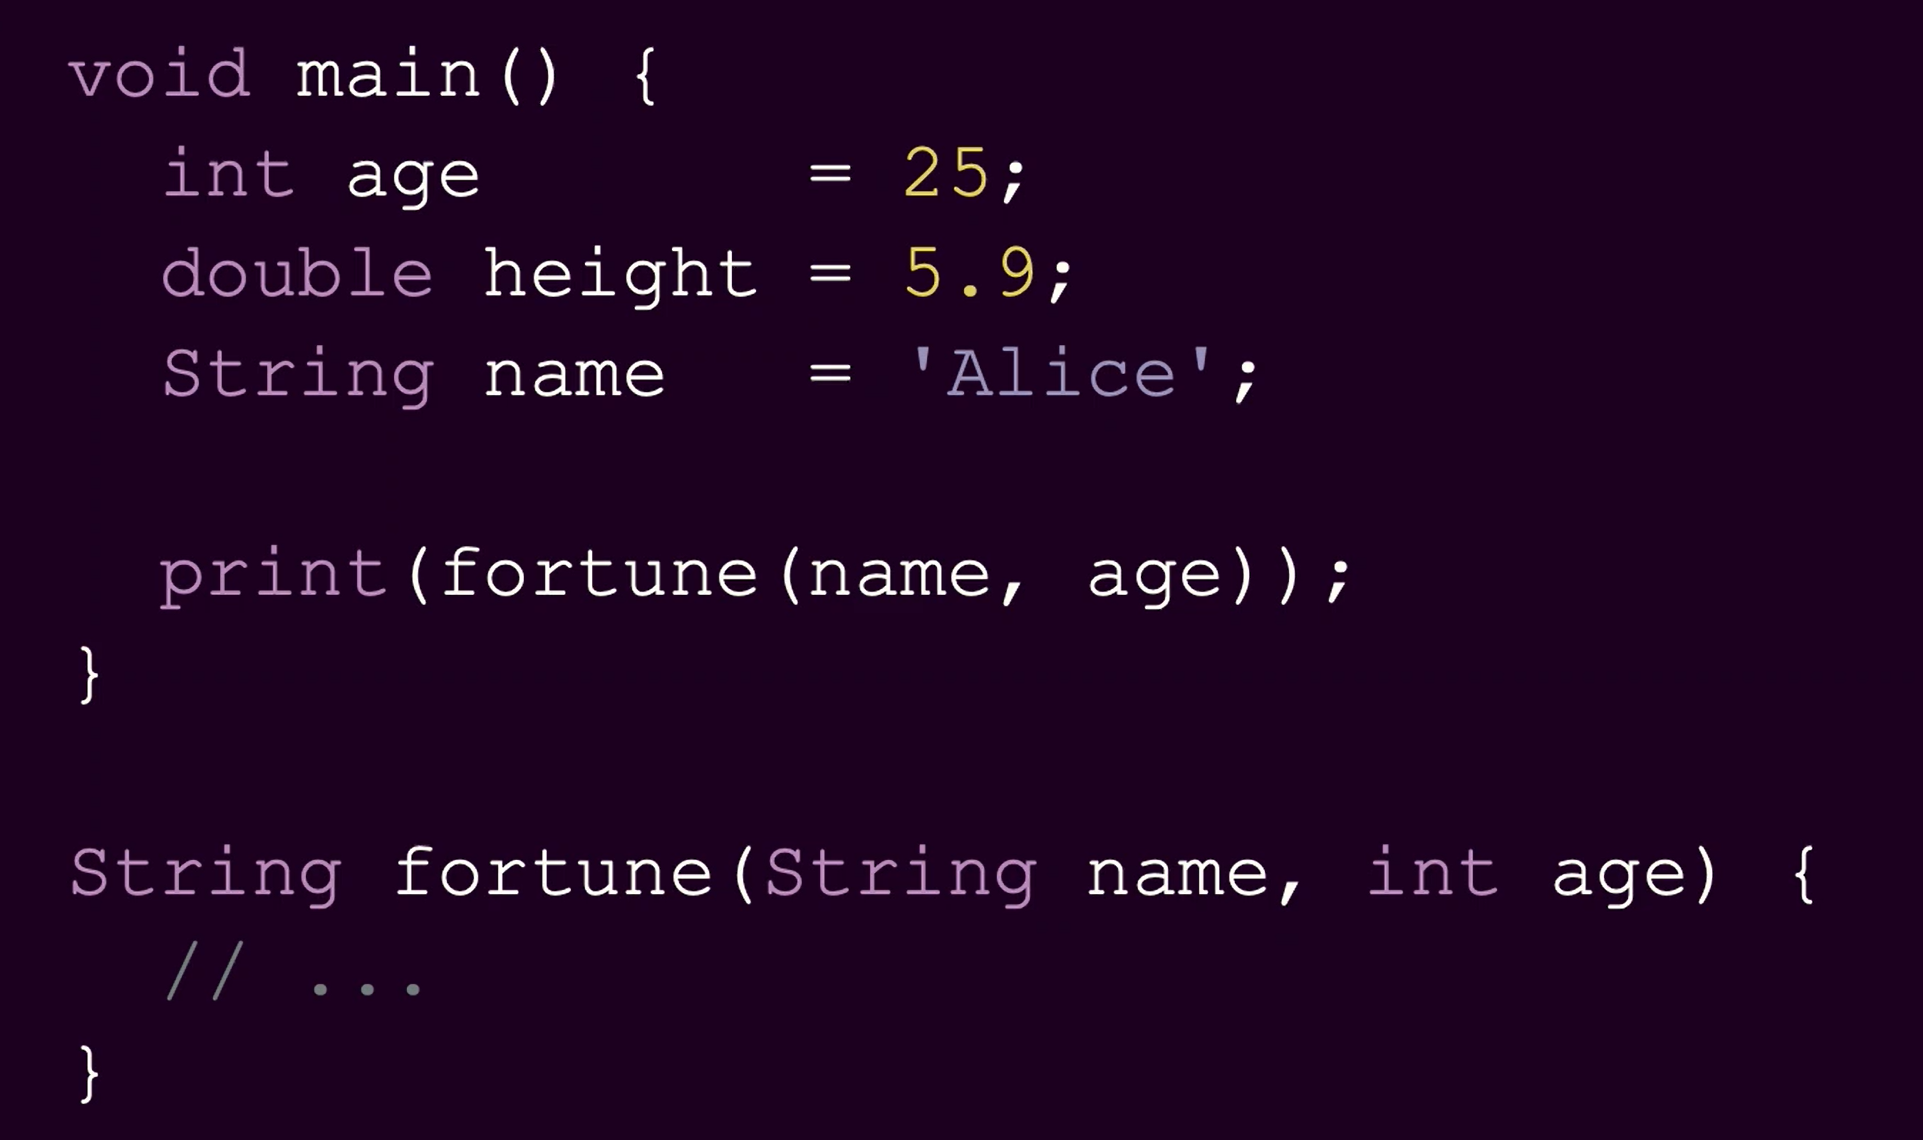 void main() {
  int age       = 25;
  double height = 5.9;
  String name   = 'Alice';

  print(fortune(name, age));
}

String fortune(String name, int age) {
  // ...
}